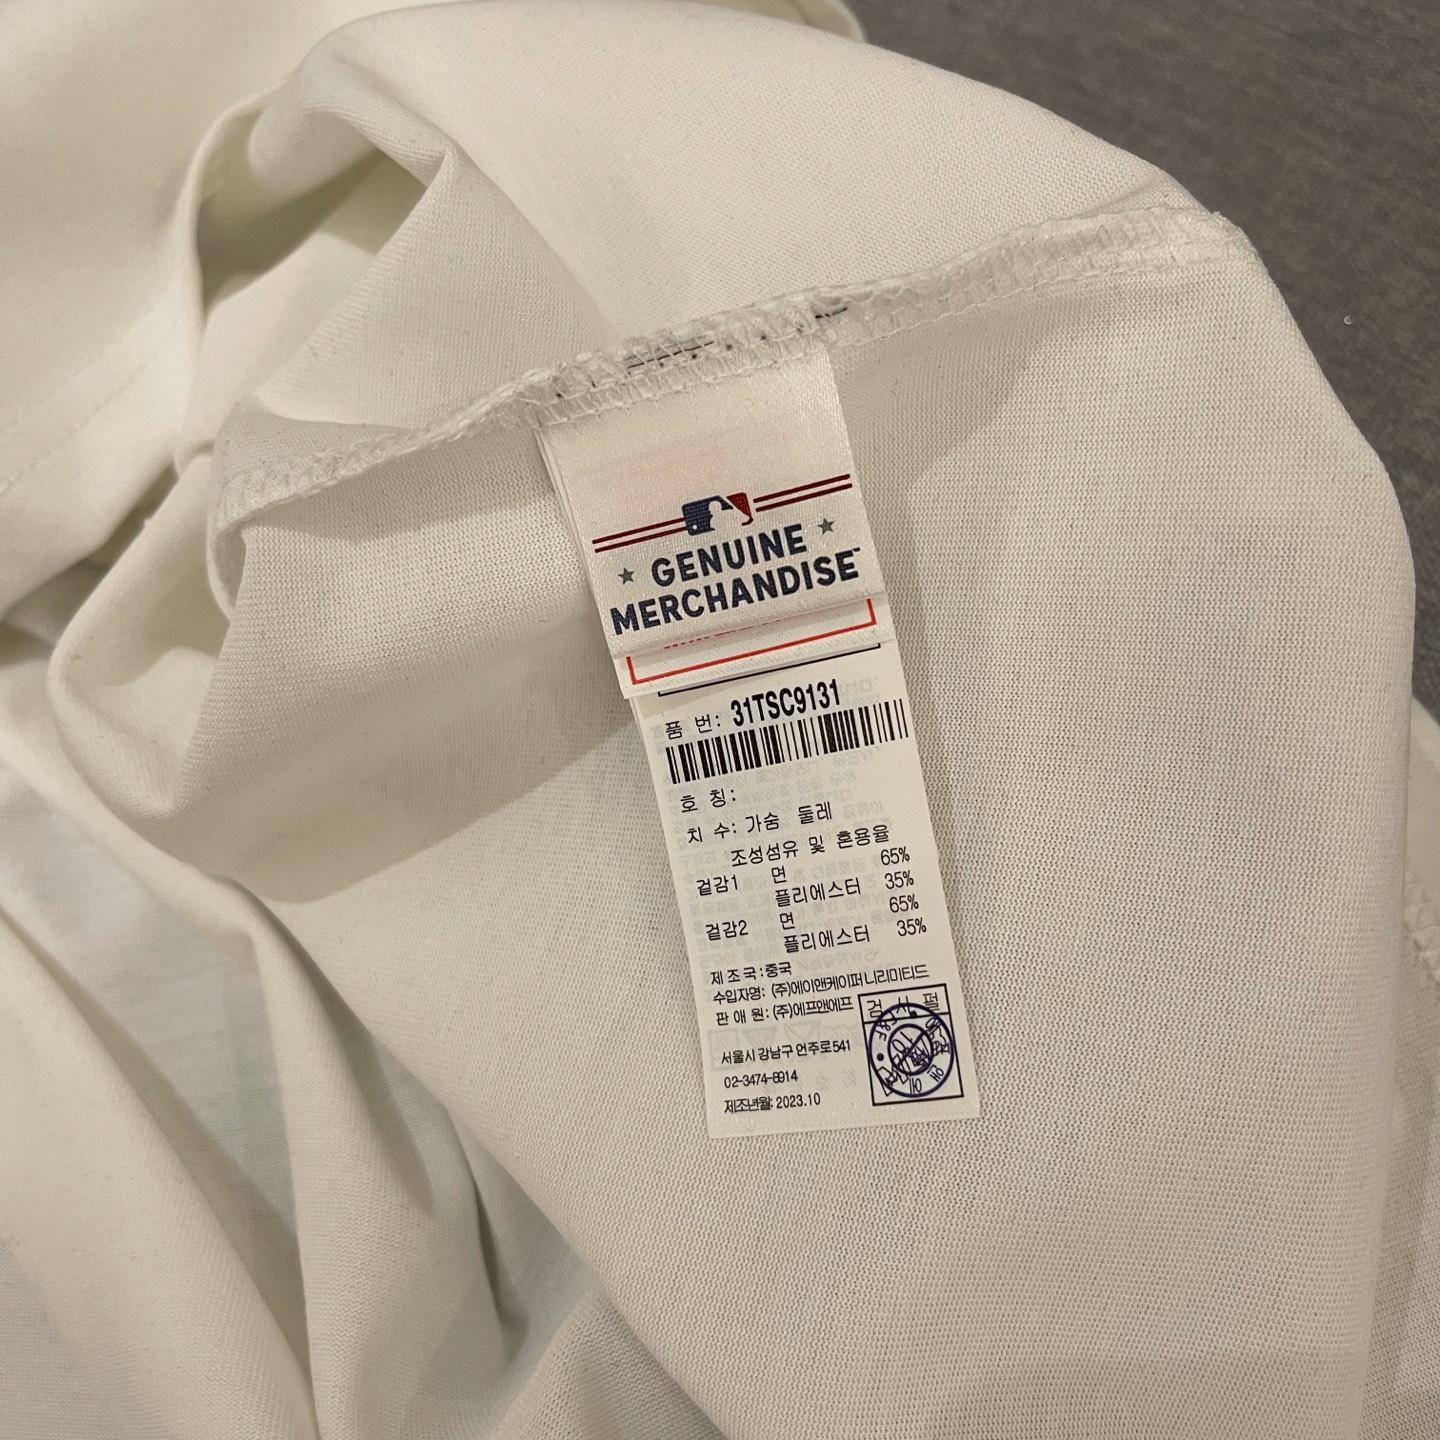 GENUINE
MERCHANDISE™
품 번: 31TSC9131
호 칭:
치 수: 가슴 둘레
조성섬유 및 혼용율
겉감1 면 65%
플리에스터 35%
겉감2 면 65%
플리에스터 35%
제 조 국:중국
수입자명: (주)에이앤케이퍼니리미티드
판 애 원: (주)에프앤에프
서울시 강남구 언주로541
02-3474-8914
제조년월: 2023.10
검 사 필
F&F